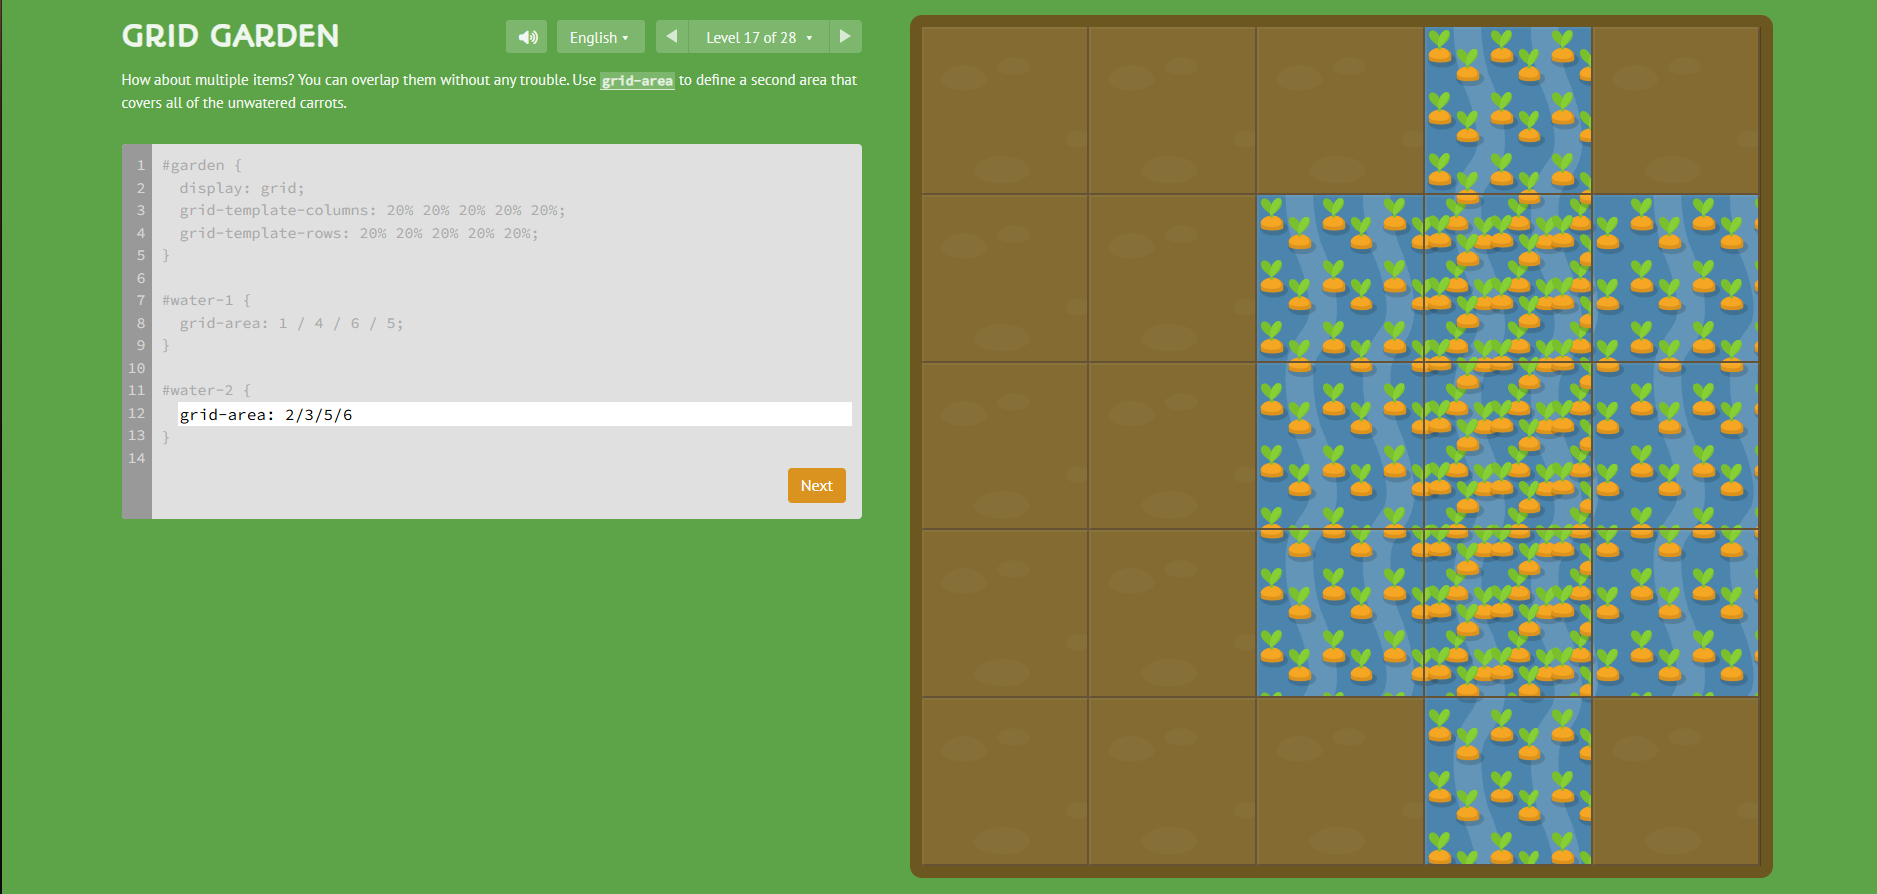 GRID GARDEN
English ▾
Level 17 of 28 ▾
How about multiple items? You can overlap them without any trouble. Use grid-area to define a second area that
covers all of the unwatered carrots.
1 #garden {
2 display: grid;
3 grid-template-columns: 20% 20% 20% 20% 20%;
4 grid-template-rows: 20% 20% 20% 20% 20%;
5 }
6
7 #water-1 {
8 grid-area: 1 / 4 / 6 / 5;
9 }
10
11 #water-2 {
12 grid-area: 2/3/5/6
13 }
14
Next